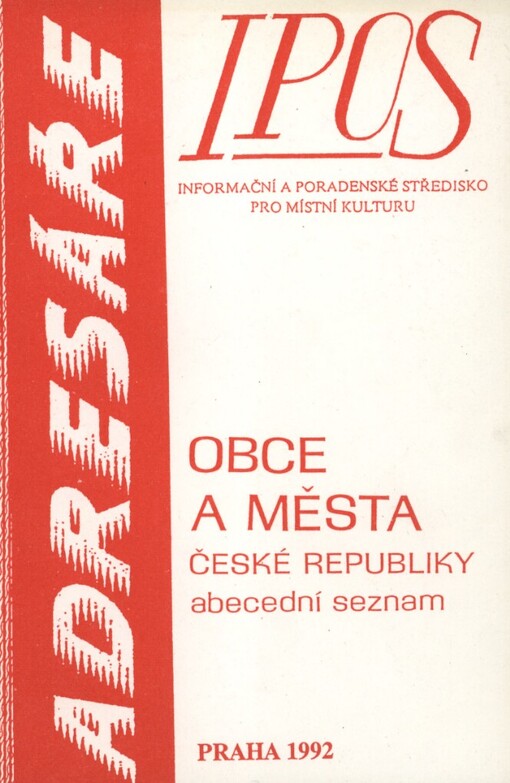 ADRESÁŘE
IPOS
INFORMAČNÍ A PORADENSKÉ STŘEDISKO
PRO MÍSTNÍ KULTURU
OBCE
A MĚSTA
ČESKÉ REPUBLIKY
abecední seznam
PRAHA 1992